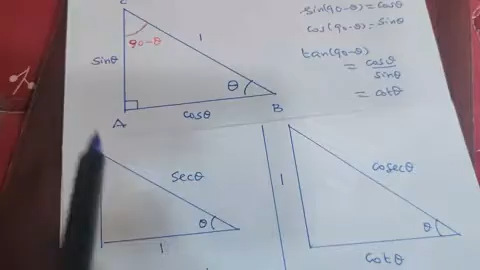 C
sin(90-θ) = cosθ
cos(90-θ) = sinθ
90-θ
1
tan(90-θ)
= cosθ/sinθ
= cotθ
sinθ
θ
A
cosθ
B
secθ
θ
1
1
cosecθ
θ
cotθ